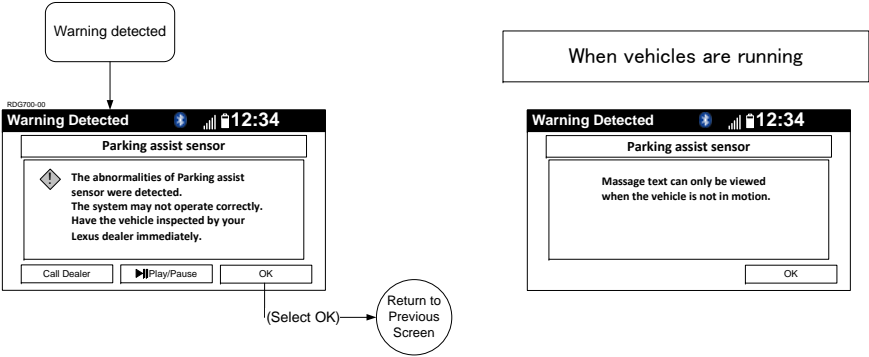 Warning detected
When vehicles are running
RDG700-00
Warning Detected 12:34
Parking assist sensor
The abnormalities of Parking assist
sensor were detected.
The system may not operate correctly.
Have the vehicle inspected by your
Lexus dealer immediately.
Call Dealer Play/Pause OK
(Select OK)
Return to
Previous
Screen
Warning Detected 12:34
Parking assist sensor
Massage text can only be viewed
when the vehicle is not in motion.
OK